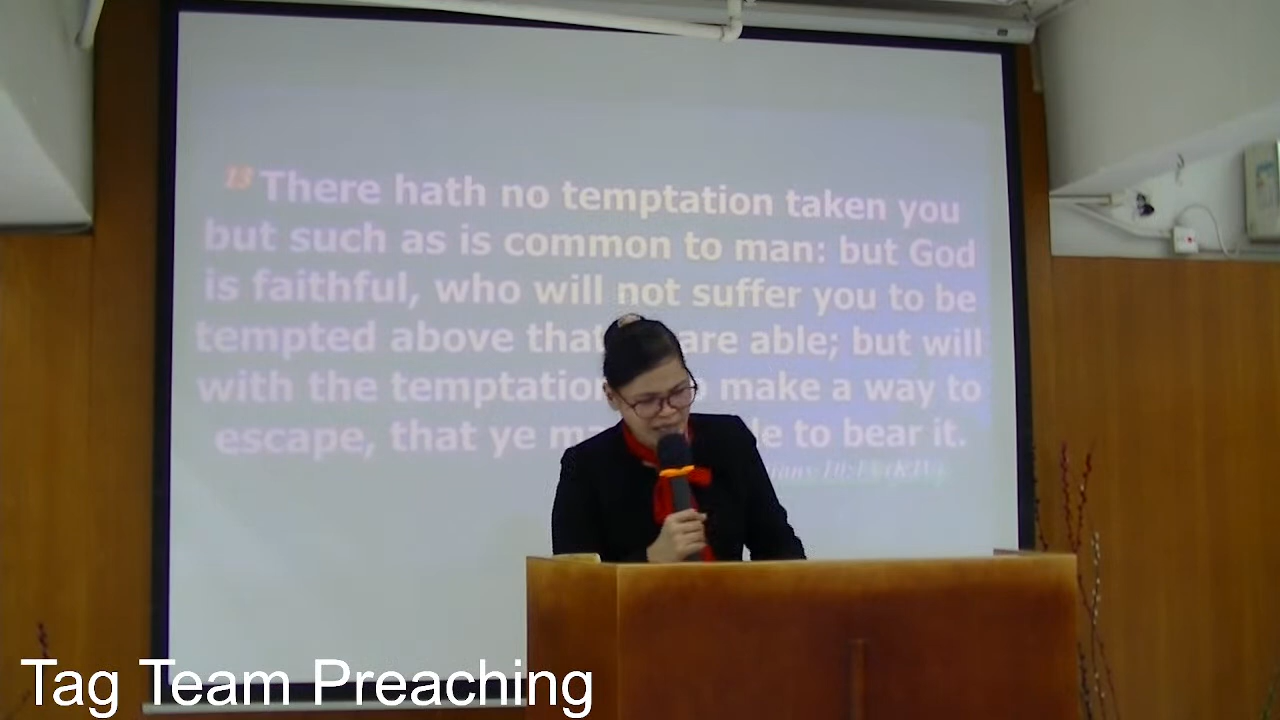 13 There hath no temptation taken you
but such as is common to man: but God
is faithful, who will not suffer you to be
tempted above that are able; but will
with the temptation make a way to
escape, that ye to bear it.
Tag Team Preaching